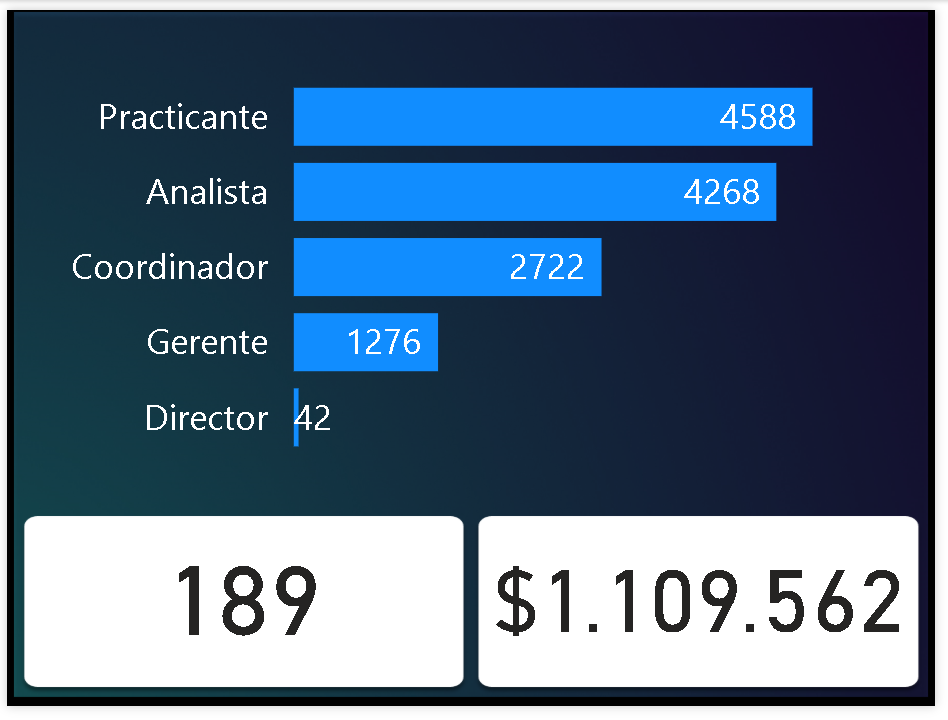 Practicante 4588
Analista 4268
Coordinador 2722
Gerente 1276
Director 42
189
$1.109.562